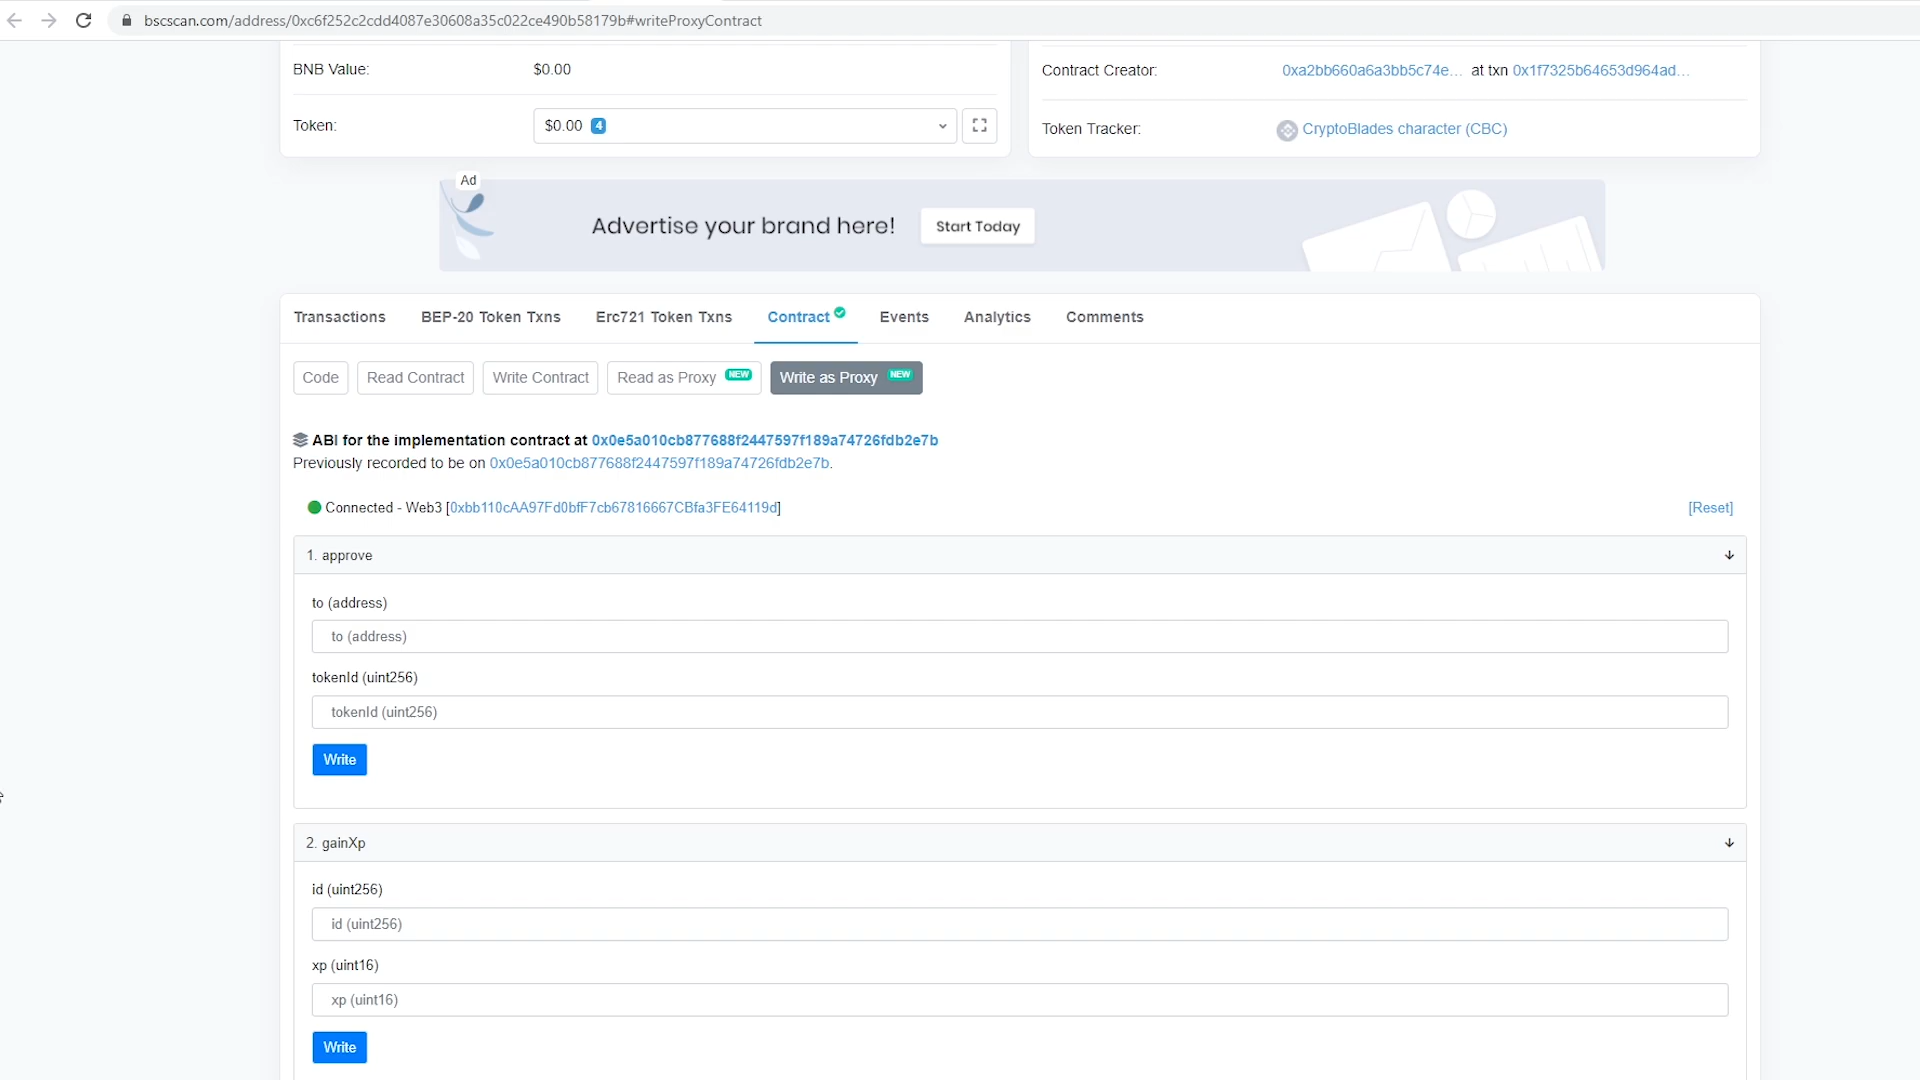 bscscan.com/address/0xc6f252c2cdd4087e30608a35c022ce490b58179b#writeProxyContract
BNB Value: $0.00
Contract Creator: 0xa2bb660a6a3bb5c74e... at txn 0x1f7325b64653d964ad...
Token: $0.00 4
Token Tracker: CryptoBlades character (CBC)
Ad
Advertise your brand here! Start Today
Transactions BEP-20 Token Txns Erc721 Token Txns Contract Events Analytics Comments
Code Read Contract Write Contract Read as Proxy NEW Write as Proxy NEW
ABI for the implementation contract at 0x0e5a010cb877688f2447597f189a74726fdb2e7b
Previously recorded to be on 0x0e5a010cb877688f2447597f189a74726fdb2e7b.
Connected - Web3 [0xbb110cAA97Fd0bfF7cb67816667CBfa3FE64119d] [Reset]
1. approve
to (address)
to (address)
tokenId (uint256)
tokenId (uint256)
Write
2. gainXp
id (uint256)
id (uint256)
xp (uint16)
xp (uint16)
Write